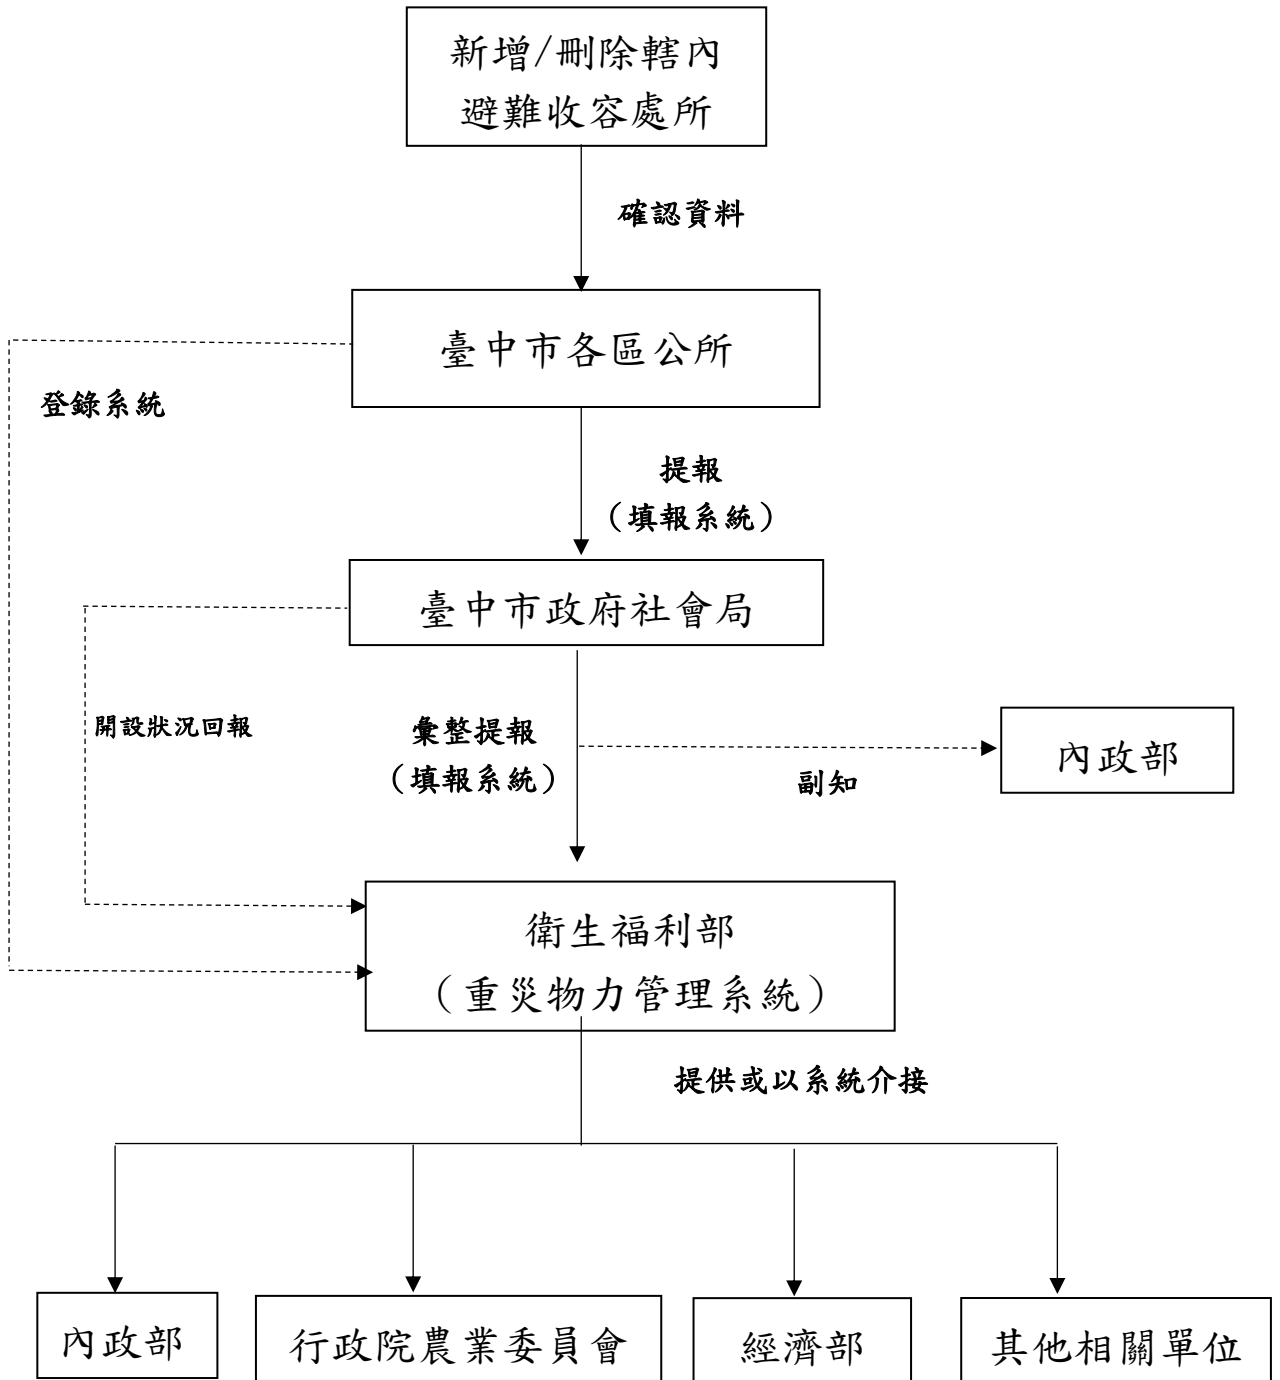 新增/刪除轄內
避難收容處所
確認資料
臺中市各區公所
登錄系統
提報
（填報系統）
臺中市政府社會局
開設狀況回報
彙整提報
（填報系統）
副知
內政部
衛生福利部
（重災物力管理系統）
提供或以系統介接
內政部
行政院農業委員會
經濟部
其他相關單位